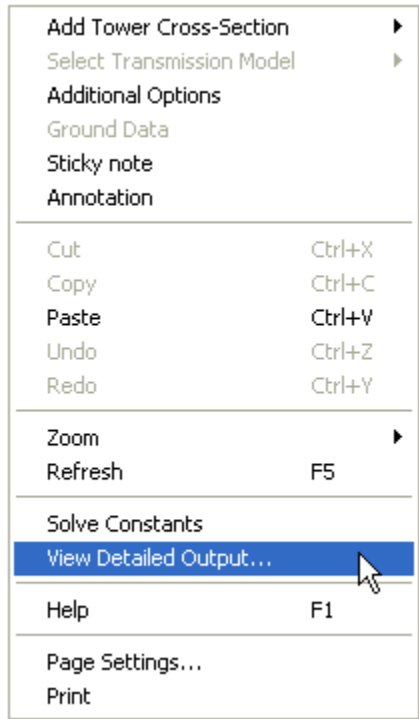 Add Tower Cross-Section
Select Transmission Model
Additional Options
Ground Data
Sticky note
Annotation
Cut Ctrl+X
Copy Ctrl+C
Paste Ctrl+V
Undo Ctrl+Z
Redo Ctrl+Y
Zoom
Refresh F5
Solve Constants
View Detailed Output...
Help F1
Page Settings...
Print